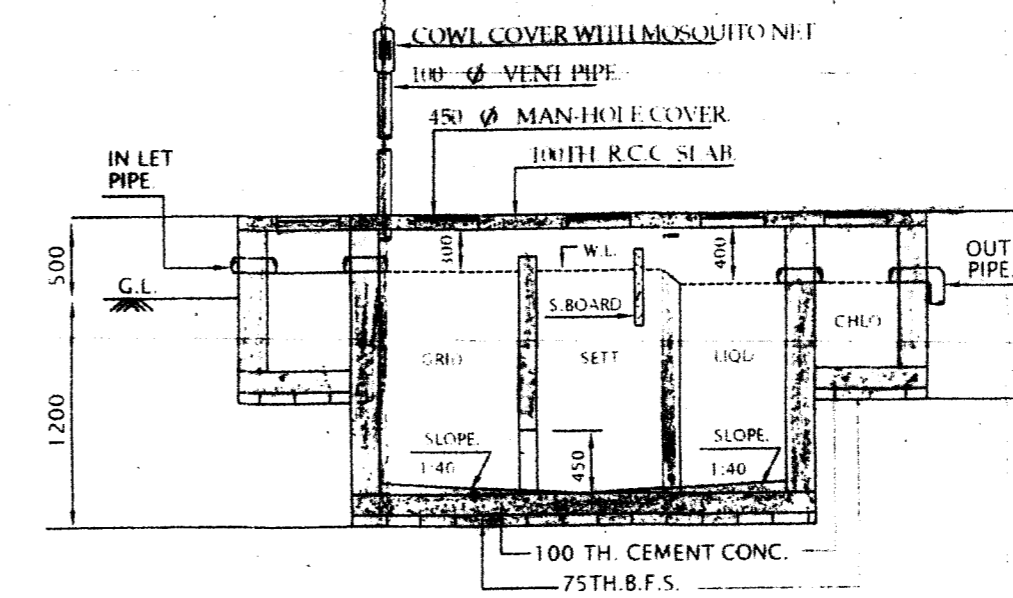 COWL COVER WITH MOSQUITO NET
100 Ø VENT PIPE.
450 Ø MAN-HOLE COVER.
100TH R.C.C SLAB.
IN LET
PIPE.
500
G.L.
1200
300
W.L.
400
OUT
PIPE.
S.BOARD
CHLO
GRID
SETT
LIQD
SLOPE.
1:40
450
SLOPE.
1:40
100 TH. CEMENT CONC.
75TH.B.F.S.